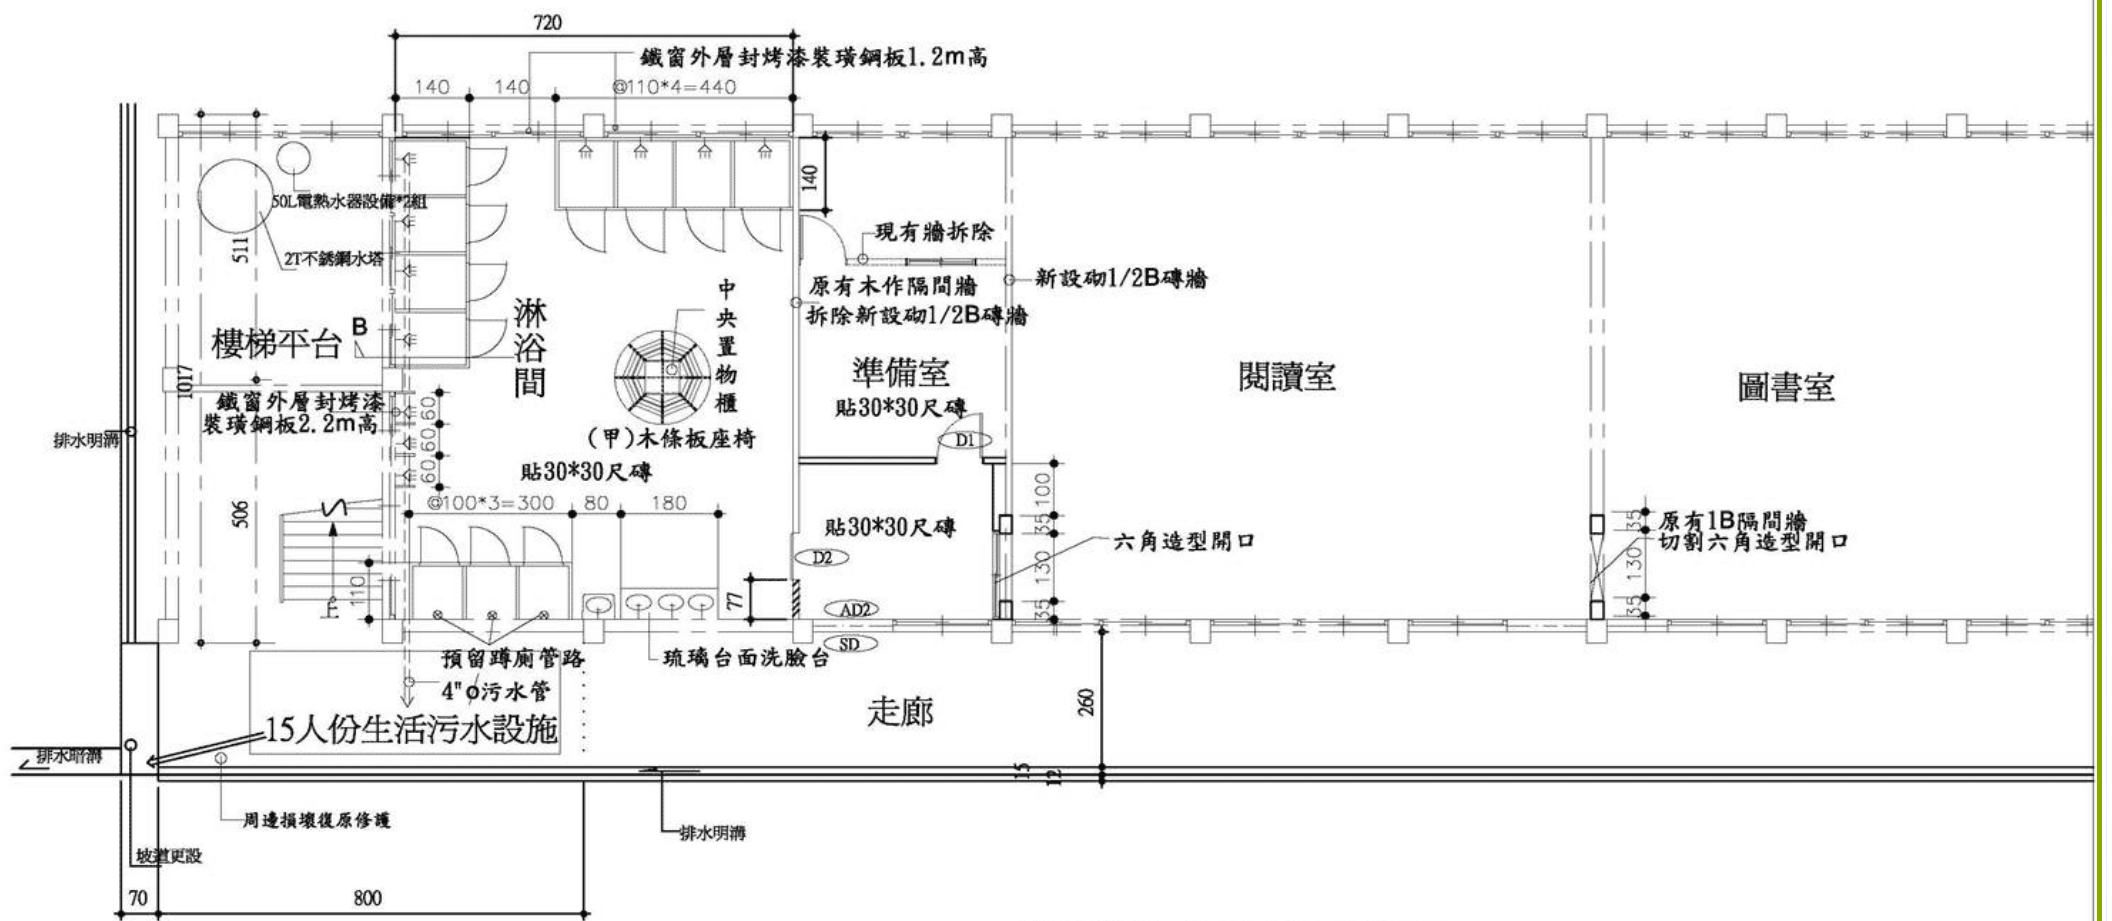 720
鐵窗外層封烤漆裝璜鋼板1.2m高
140
140
@110*4=440
50L電熱水器設備*2組
511
2T不銹鋼水塔
樓梯平台
B
1017
鐵窗外層封烤漆
裝璜鋼板2.2m高
排水明溝
506
110
上
淋浴間
中央置物櫃
(甲)木條板座椅
貼30*30尺磚
60
60
60
@100*3=300
80
180
140
現有牆拆除
原有木作隔間牆
拆除新設砌1/2B磚牆
新設砌1/2B磚牆
準備室
貼30*30尺磚
D1
貼30*30尺磚
D2
AD2
SD
77
100
35
130
35
六角造型開口
閱讀室
圖書室
35
130
35
原有1B隔間牆
切割六角造型開口
預留蹲廁管路
4"o污水管
琉璃台面洗臉台
15人份生活污水設施
走廊
260
15
12
排水暗溝
周邊損壞復原修護
排水明溝
坡道更設
70
800